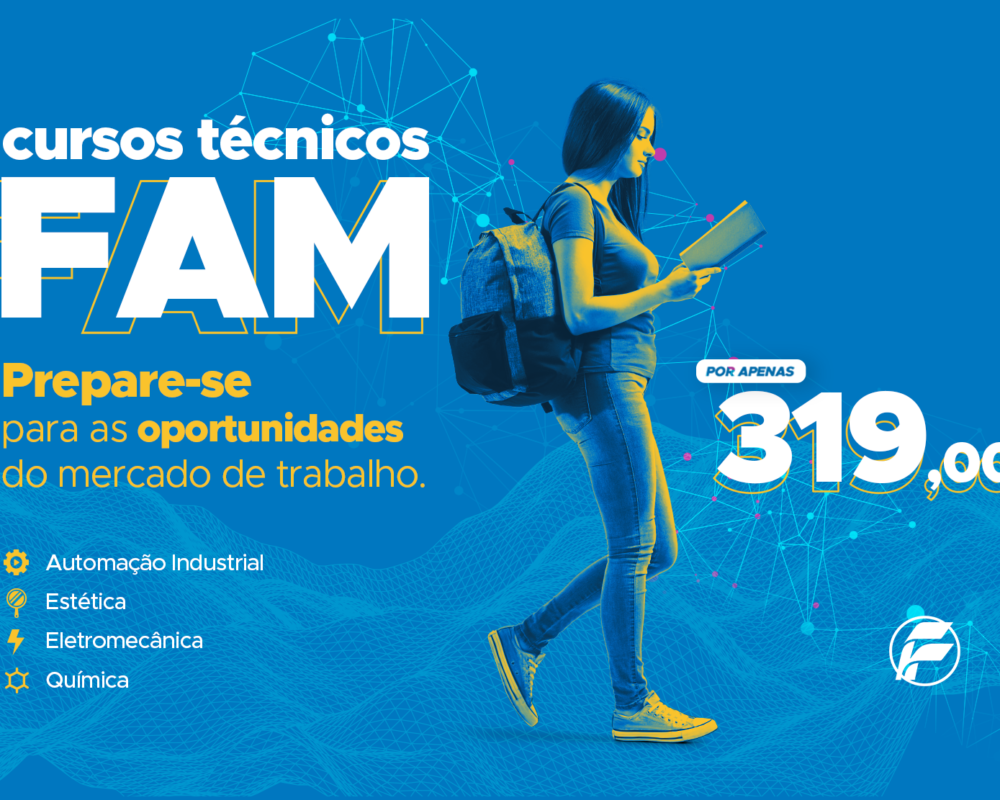 cursos técnicos
FAM
Prepare-se
para as oportunidades
do mercado de trabalho.
POR APENAS
319,00
Automação Industrial
Estética
Eletromecânica
Química